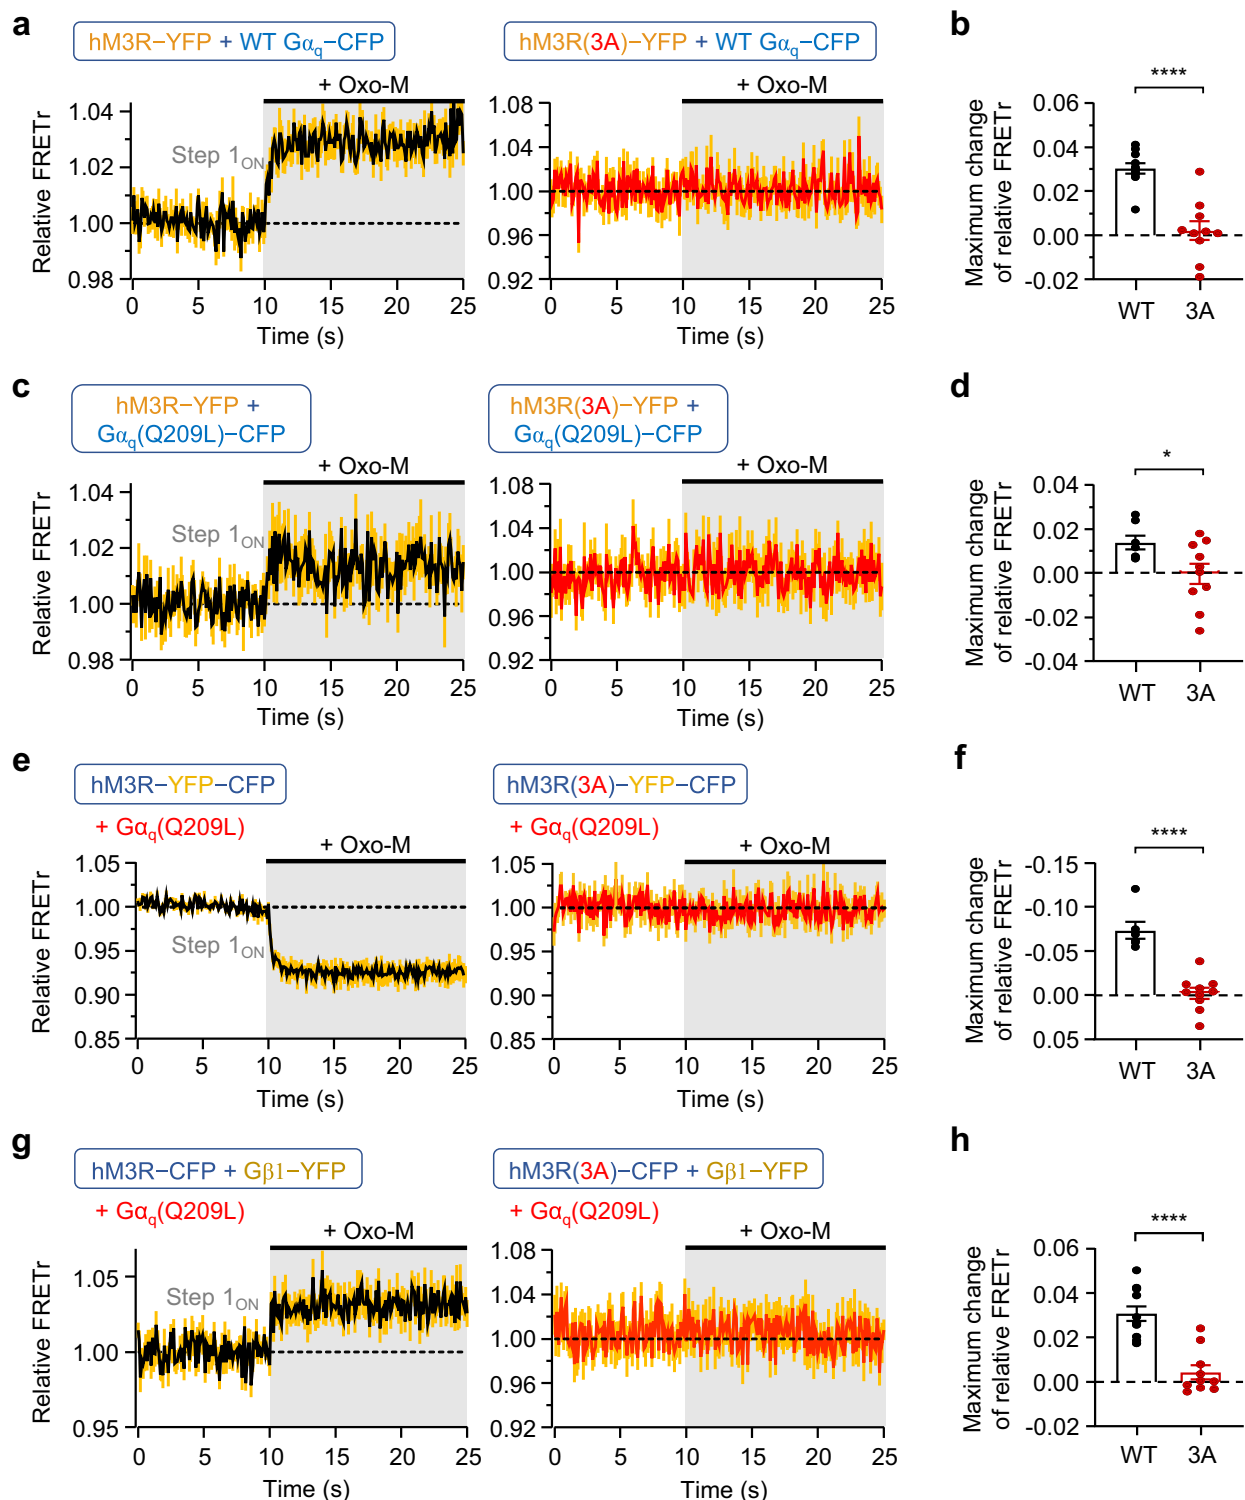 a
hM3R−YFP + WT Gαq−CFP
hM3R(3A)−YFP + WT Gαq−CFP
b
+ Oxo-M
+ Oxo-M
Relative FRETr
1.04
1.02
1.00
0.98
Step 1ON
0 5 10 15 20 25
Time (s)
1.08
1.04
1.00
0.96
0.92
0 5 10 15 20 25
Time (s)
****
Maximum change
of relative FRETr
0.06
0.04
0.02
0.00
-0.02
WT 3A
c
hM3R−YFP +
Gαq(Q209L)−CFP
hM3R(3A)−YFP +
Gαq(Q209L)−CFP
d
+ Oxo-M
+ Oxo-M
Relative FRETr
1.04
1.02
1.00
0.98
Step 1ON
0 5 10 15 20 25
Time (s)
1.08
1.04
1.00
0.96
0.92
0 5 10 15 20 25
Time (s)
*
Maximum change
of relative FRETr
0.04
0.02
0.00
-0.02
-0.04
WT 3A
e
hM3R−YFP−CFP
+ Gαq(Q209L)
hM3R(3A)−YFP−CFP
+ Gαq(Q209L)
f
+ Oxo-M
+ Oxo-M
Relative FRETr
1.05
1.00
0.95
0.90
0.85
Step 1ON
0 5 10 15 20 25
Time (s)
1.05
1.00
0.95
0.90
0.85
0 5 10 15 20 25
Time (s)
****
Maximum change
of relative FRETr
-0.15
-0.10
-0.05
0.00
0.05
WT 3A
g
hM3R−CFP + Gβ1−YFP
+ Gαq(Q209L)
hM3R(3A)−CFP + Gβ1−YFP
+ Gαq(Q209L)
h
+ Oxo-M
+ Oxo-M
Relative FRETr
1.05
1.00
0.95
Step 1ON
0 5 10 15 20 25
Time (s)
1.08
1.04
1.00
0.96
0.92
0 5 10 15 20 25
Time (s)
****
Maximum change
of relative FRETr
0.06
0.04
0.02
0.00
-0.02
WT 3A